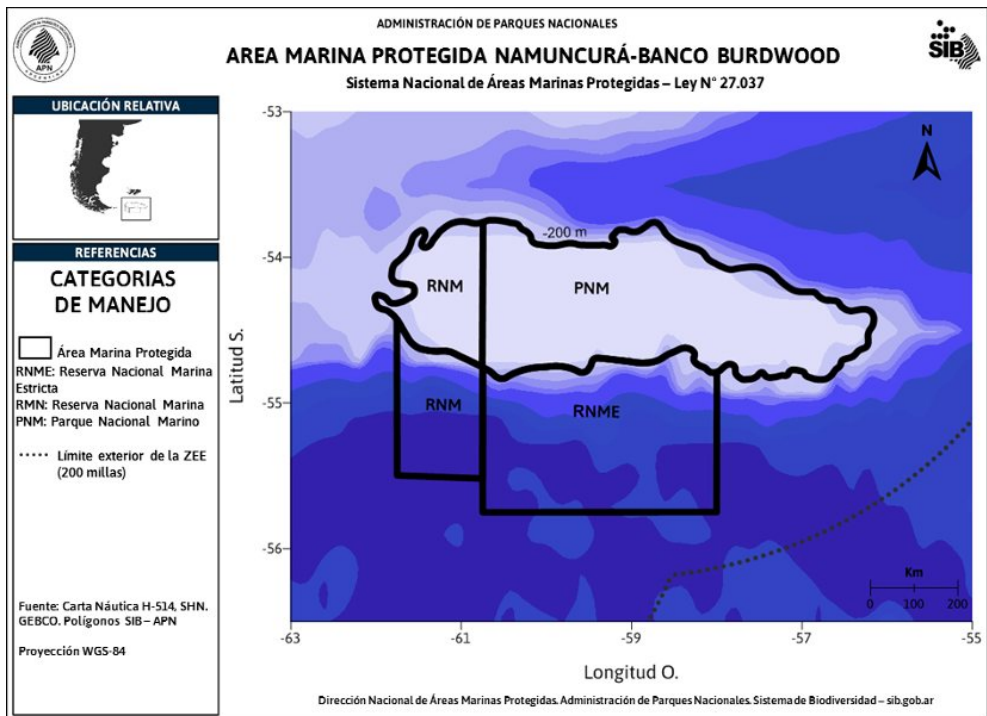 ADMINISTRACIÓN DE PARQUES NACIONALES
AREA MARINA PROTEGIDA NAMUNCURÁ-BANCO BURDWOOD
Sistema Nacional de Áreas Marinas Protegidas – Ley N° 27.037
APN
ARGENTINA
SIB
UBICACIÓN RELATIVA
REFERENCIAS
CATEGORIAS
DE MANEJO
Área Marina Protegida
RNME: Reserva Nacional Marina
Estricta
RMN: Reserva Nacional Marina
PNM: Parque Nacional Marino
Límite exterior de la ZEE
(200 millas)
Fuente: Carta Náutica H-514, SHN.
GEBCO. Polígonos SIB – APN
Proyección WGS-84
-53
-54
-55
-56
Latitud S.
N
-200 m
RNM
PNM
RNM
RNME
Km
0 100 200
-63 -61 -59 -57 -55
Longitud O.
Dirección Nacional de Áreas Marinas Protegidas. Administración de Parques Nacionales. Sistema de Biodiversidad – sib.gob.ar